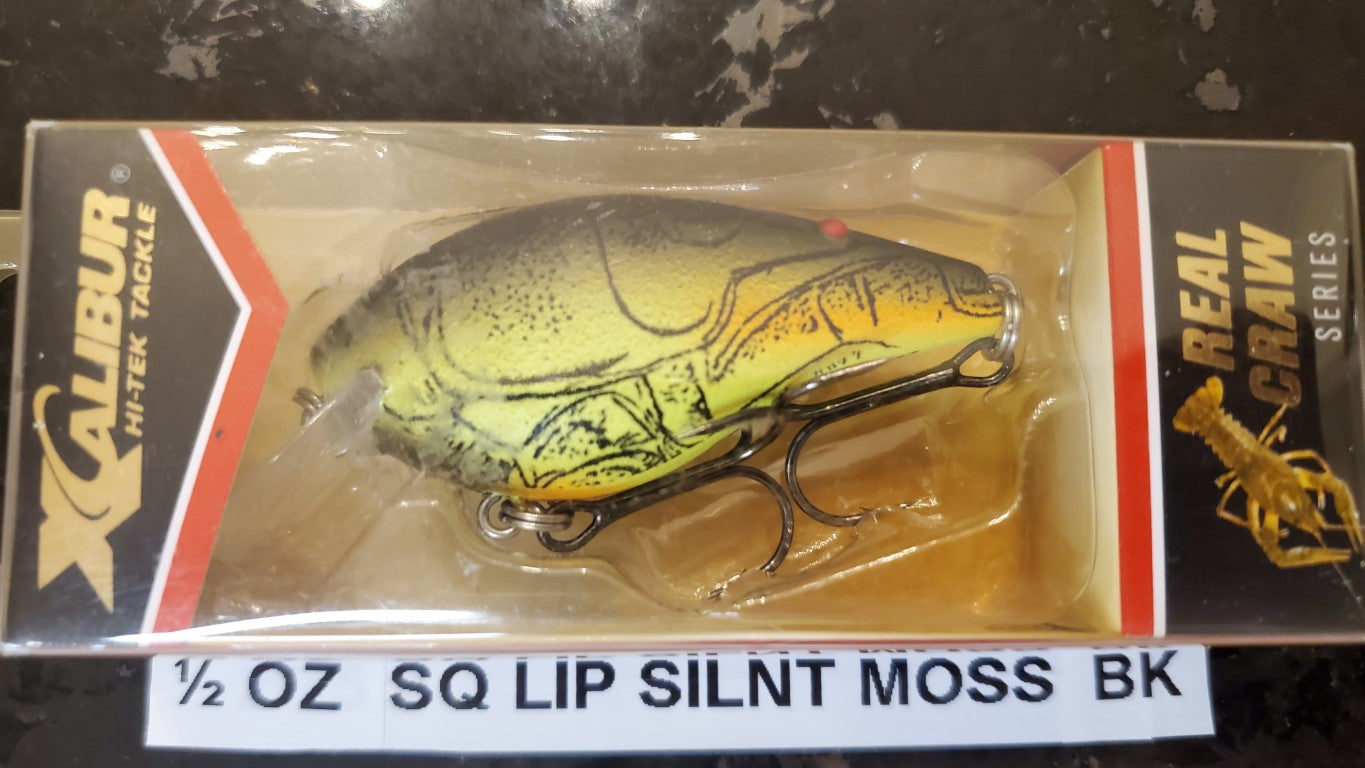 XCALIBUR®
HI-TEK TACKLE
REAL
CRAW
SERIES
½ OZ SQ LIP SILNT MOSS BK